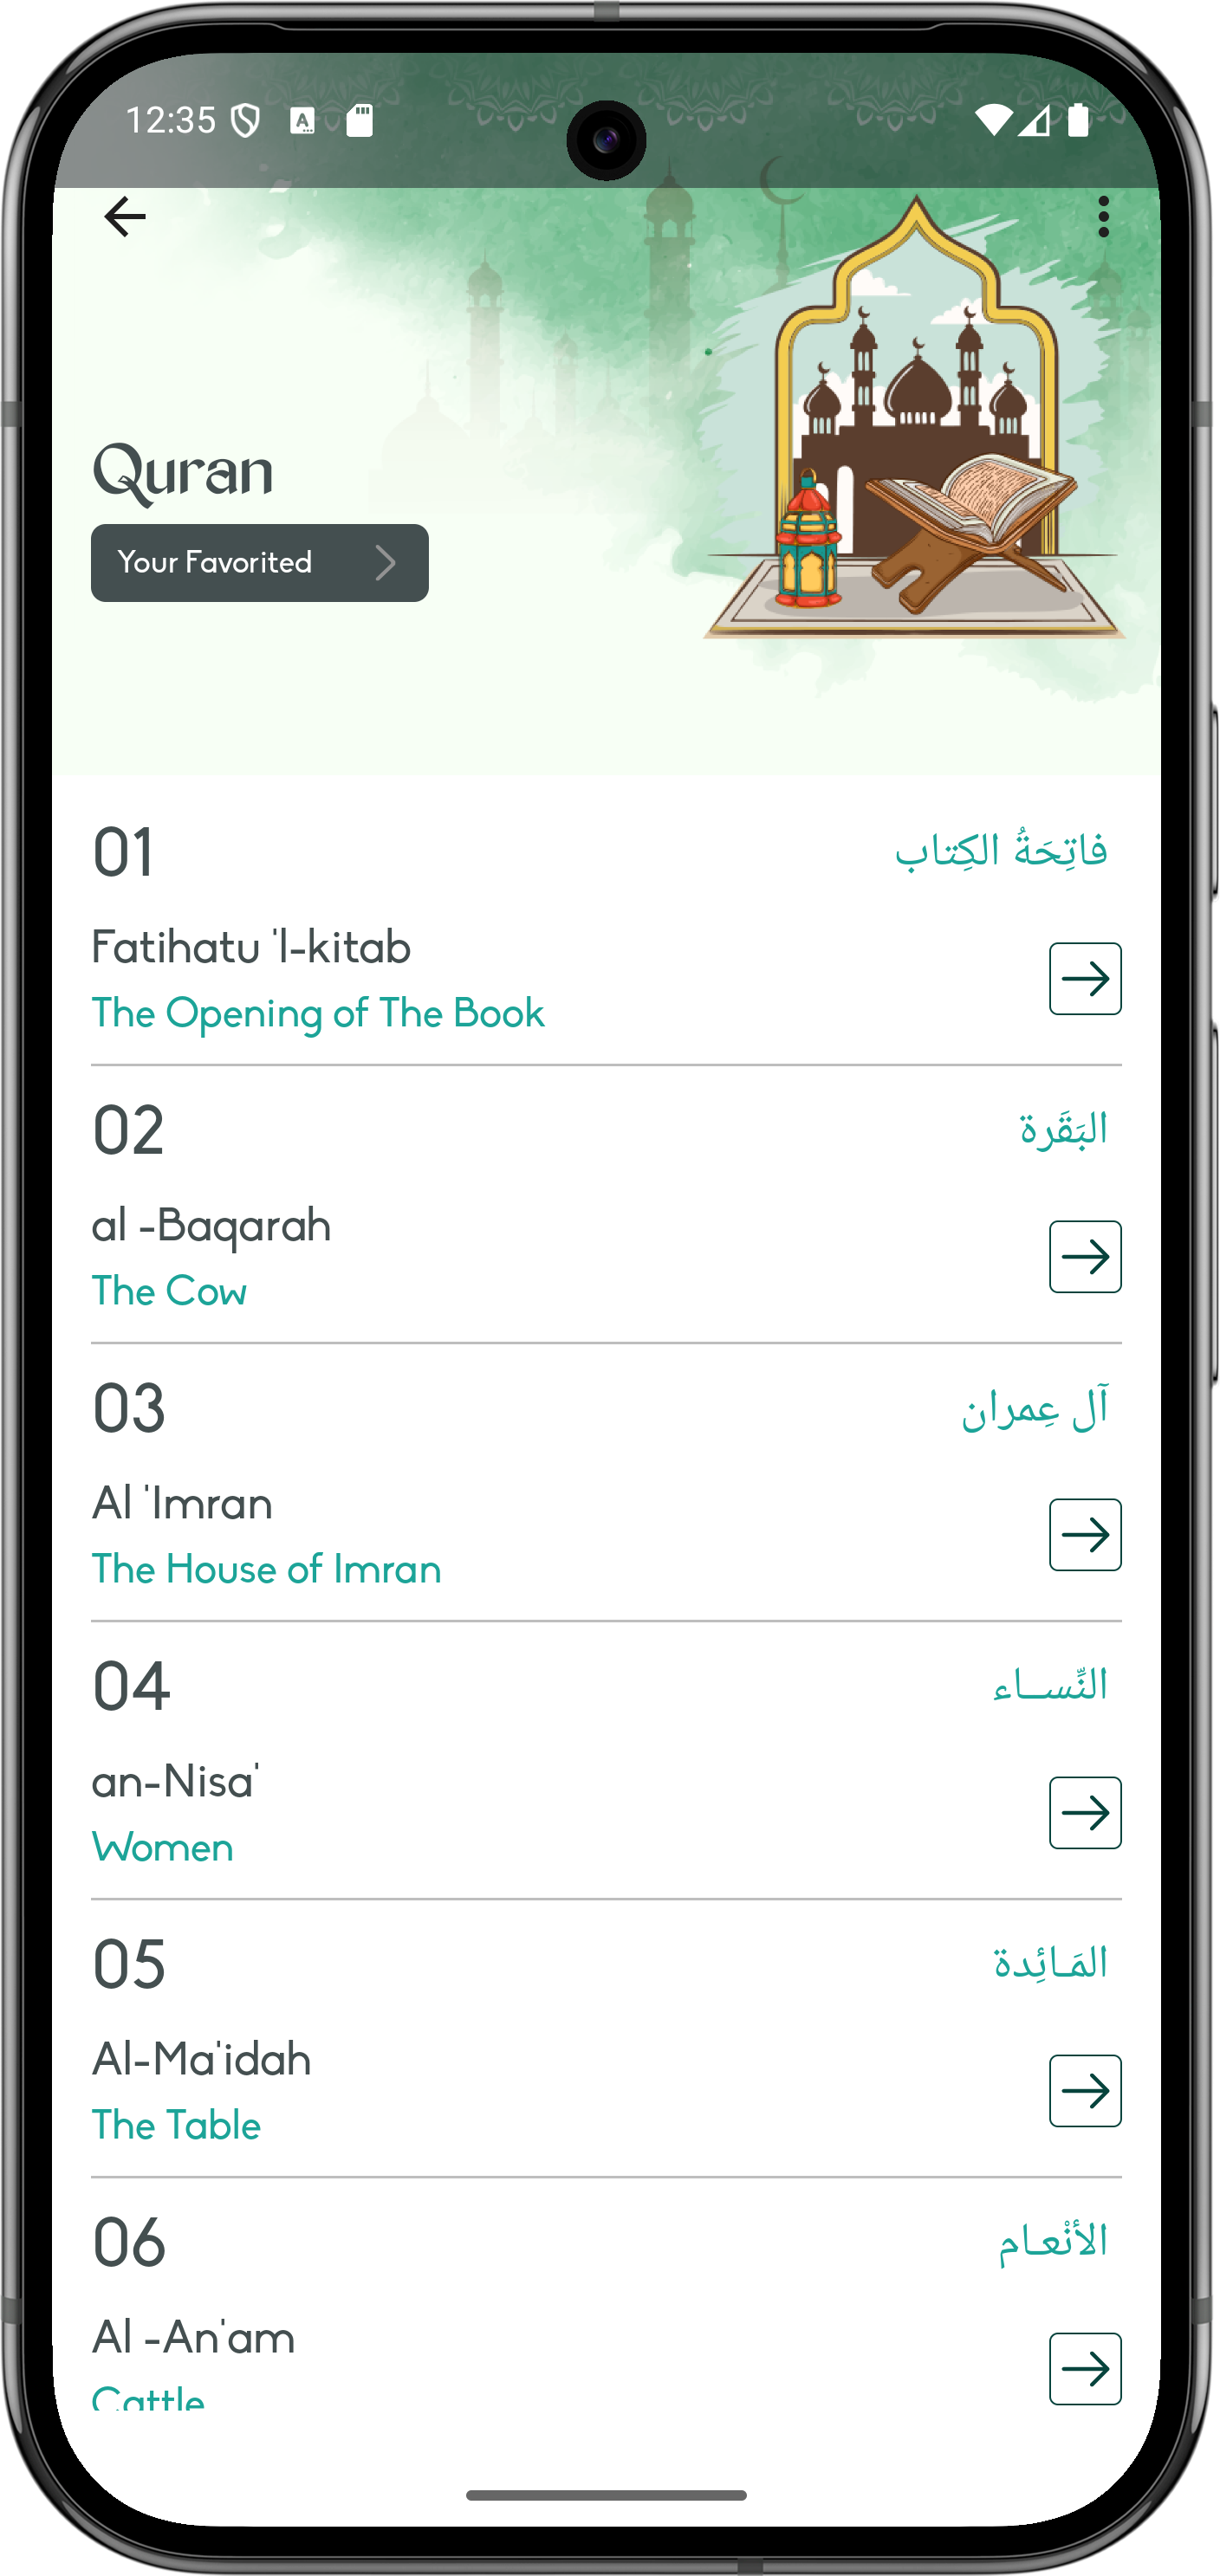 12:35
Quran
Your Favorited
01 فاتِحَةُ الكِتاب
Fatihatu 'l-kitab
The Opening of The Book
02 البَقَرة
al -Baqarah
The Cow
03 آل عِمران
Al 'Imran
The House of Imran
04 النِّسـاء
an-Nisa'
Women
05 المَـائِدة
Al-Ma'idah
The Table
06 الأنْعـام
Al -An'am
Cattle